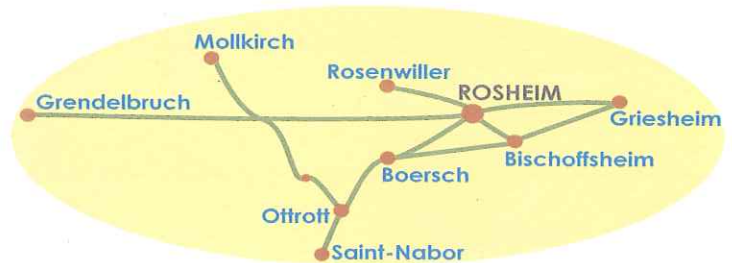 Mollkirch
Rosenwiller
ROSHEIM
Grendelbruch
Griesheim
Bischoffsheim
Boersch
Ottrott
Saint-Nabor